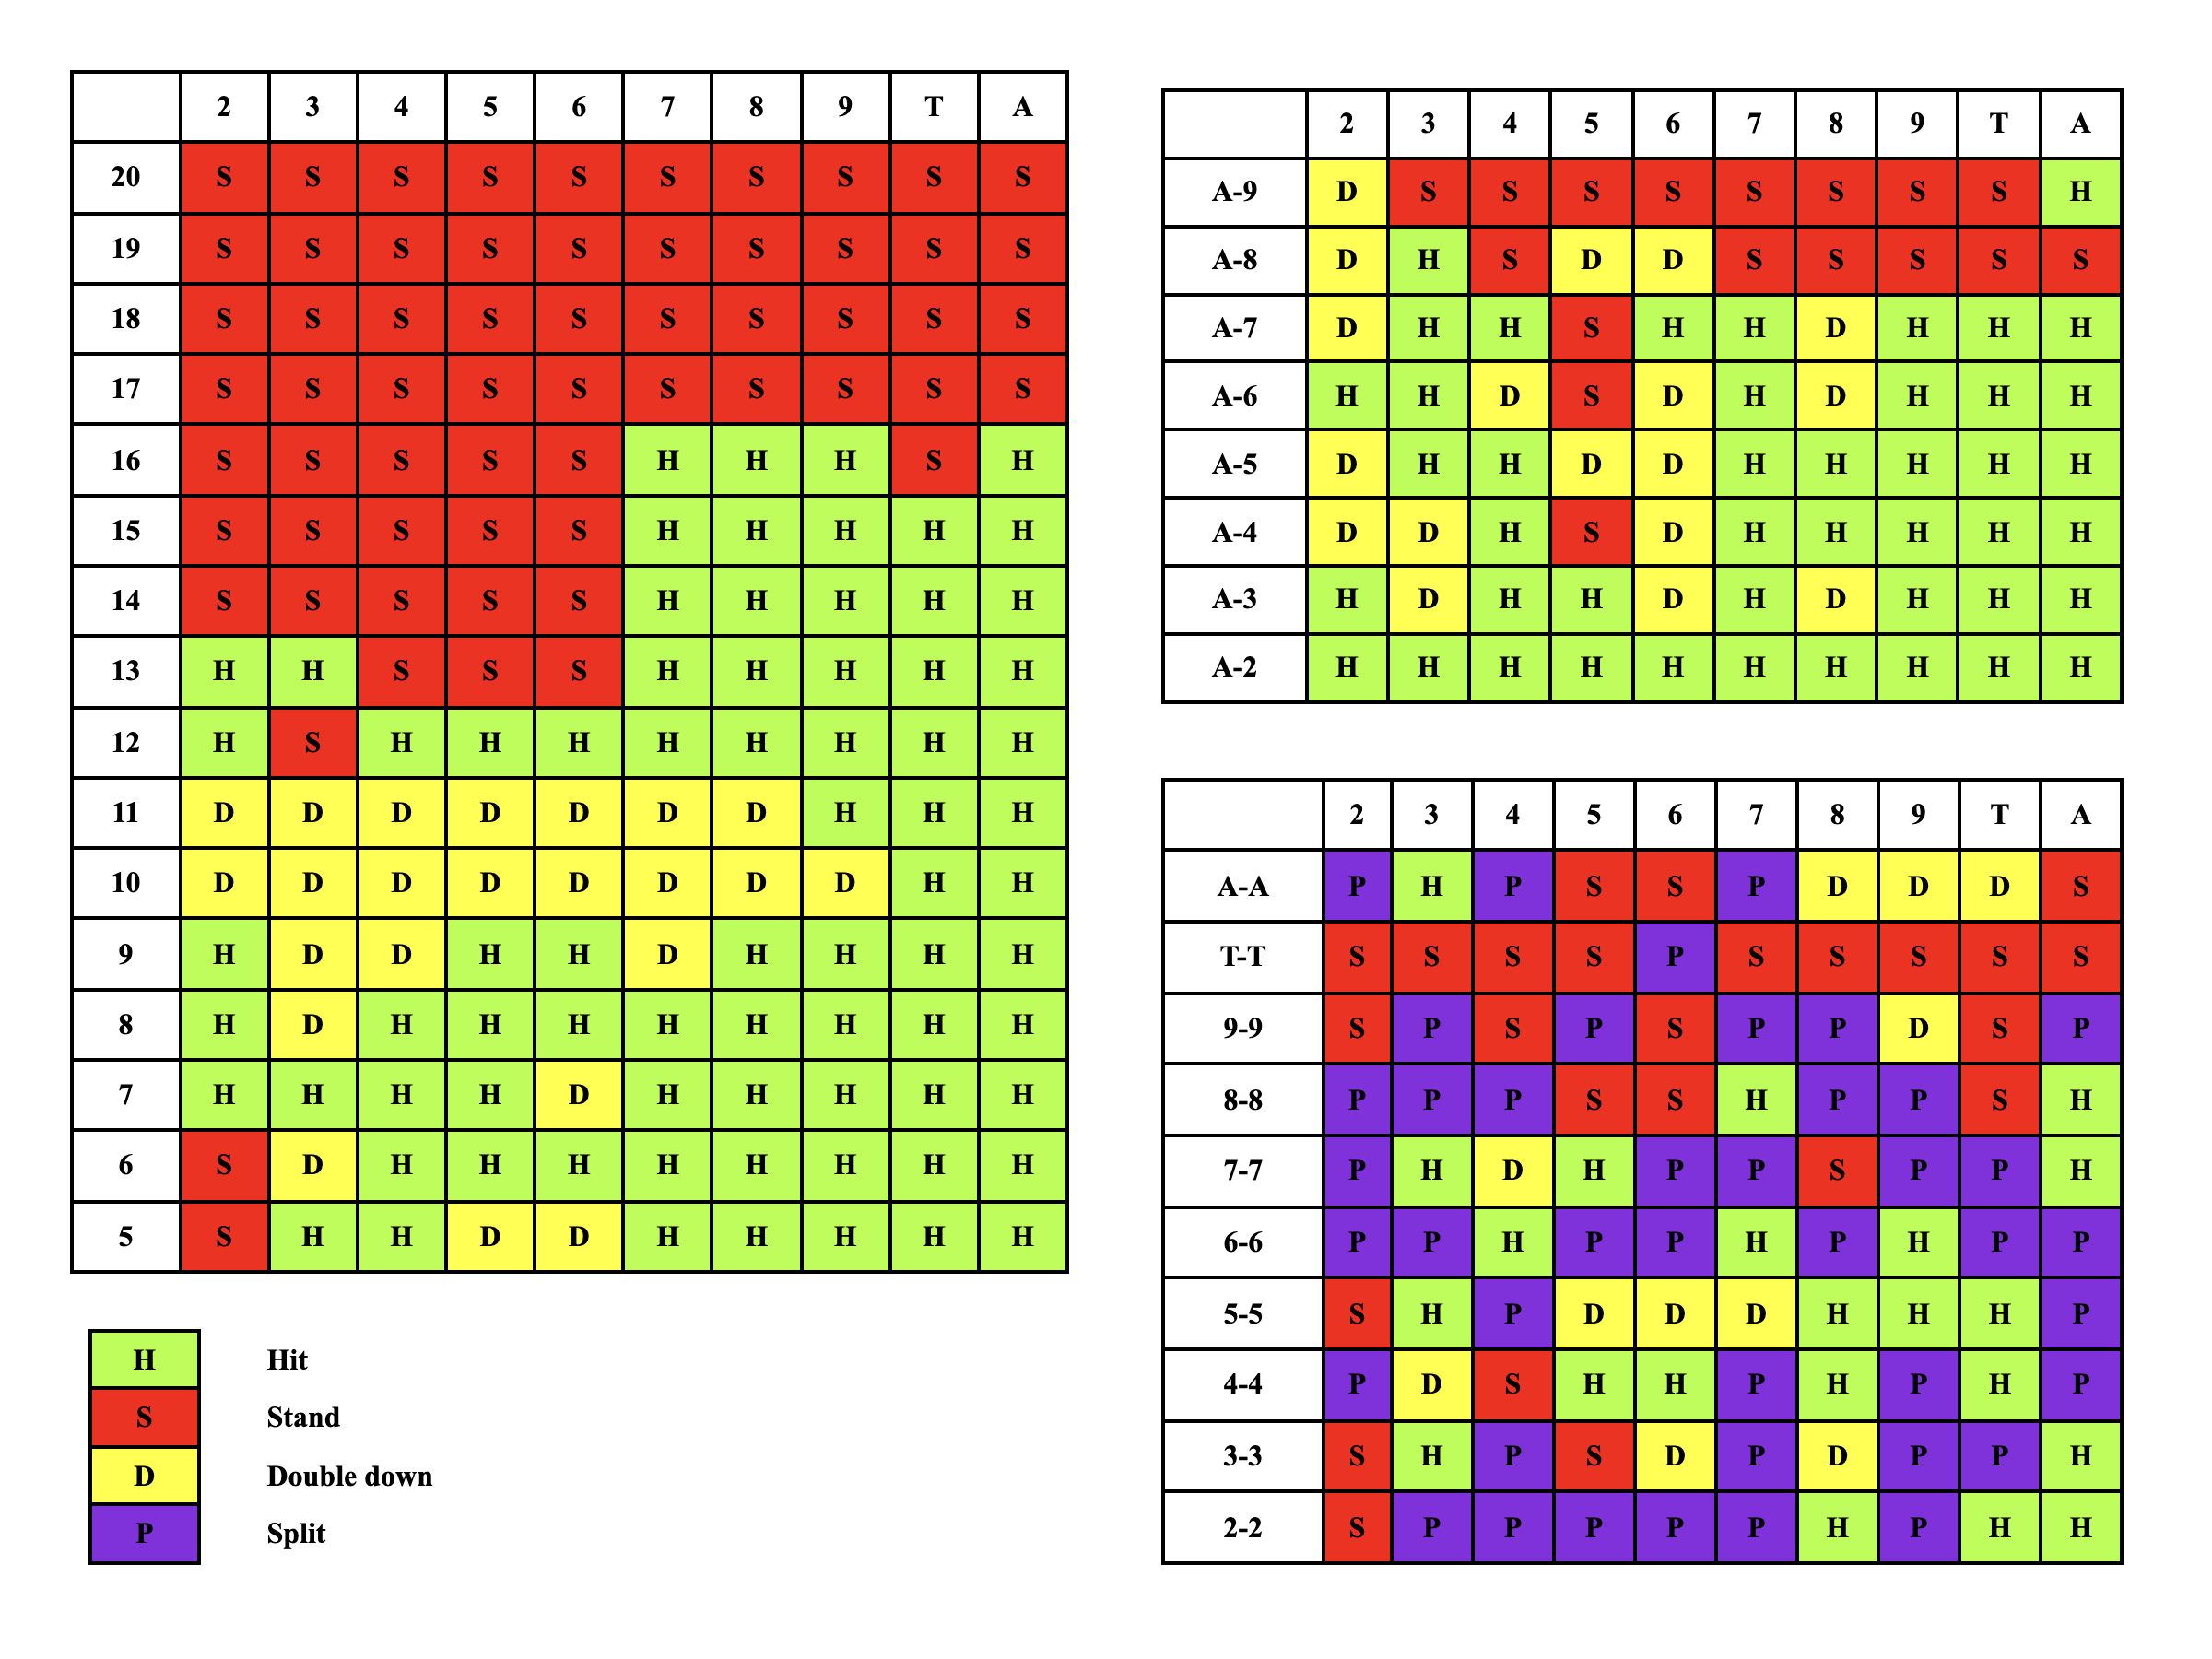 2 3 4 5 6 7 8 9 T A
20 S S S S S S S S S S
19 S S S S S S S S S S
18 S S S S S S S S S S
17 S S S S S S S S S S
16 S S S S S H H H S H
15 S S S S S H H H H H
14 S S S S S H H H H H
13 H H S S S H H H H H
12 H S H H H H H H H H
11 D D D D D D D H H H
10 D D D D D D D D H H
9 H D D H H D H H H H
8 H D H H H H H H H H
7 H H H H D H H H H H
6 S D H H H H H H H H
5 S H H D D H H H H H
H Hit
S Stand
D Double down
P Split
2 3 4 5 6 7 8 9 T A
A-9 D S S S S S S S S H
A-8 D H S D D S S S S S
A-7 D H H S H H D H H H
A-6 H H D S D H D H H H
A-5 D H H D D H H H H H
A-4 D D H S D H H H H H
A-3 H D H H D H D H H H
A-2 H H H H H H H H H H
2 3 4 5 6 7 8 9 T A
A-A P H P S S P D D D S
T-T S S S S P S S S S S
9-9 S P S P S P P D S P
8-8 P P P S S H P P S H
7-7 P H D H P P S P P H
6-6 P P H P P H P H P P
5-5 S H P D D D H H H P
4-4 P D S H H P H P H P
3-3 S H P S D P D P P H
2-2 S P P P P P H P H H